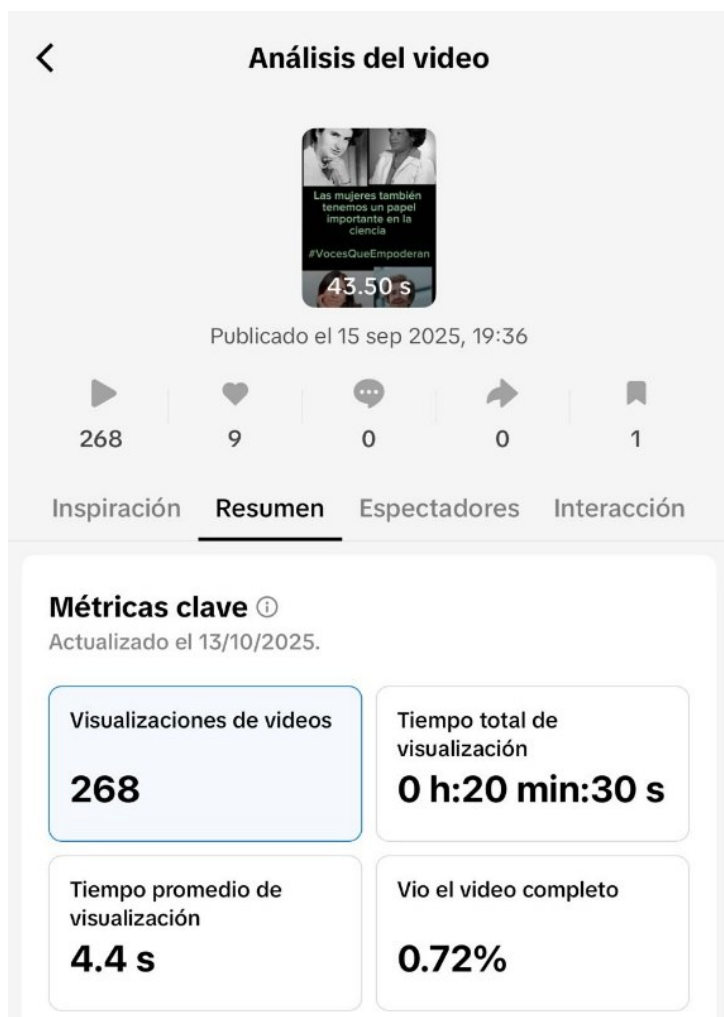 Análisis del video
Las mujeres también
tenemos un papel
importante en la
ciencia
#VocesQueEmpoderan
43.50 s
Publicado el 15 sep 2025, 19:36
268 9 0 0 1
Inspiración Resumen Espectadores Interacción
Métricas clave
Actualizado el 13/10/2025.
Visualizaciones de videos
268
Tiempo total de
visualización
0 h:20 min:30 s
Tiempo promedio de
visualización
4.4 s
Vio el video completo
0.72%